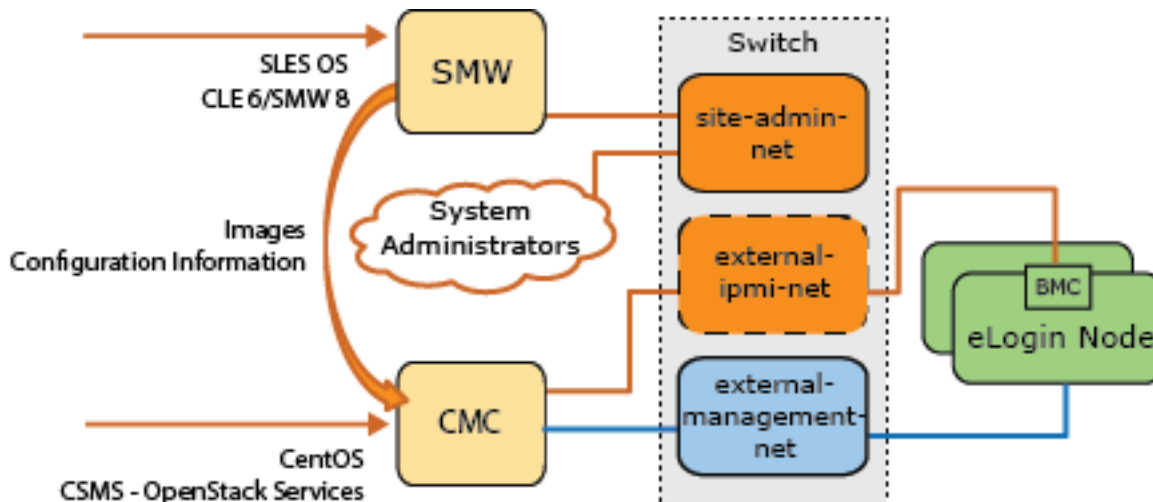 SLES OS
CLE 6/SMW 8
SMW
Switch
site-admin-
net
System
Administrators
Images
Configuration Information
external-
ipmi-net
BMC
eLogin Node
external-
management-
net
CMC
CentOS
CSMS - OpenStack Services